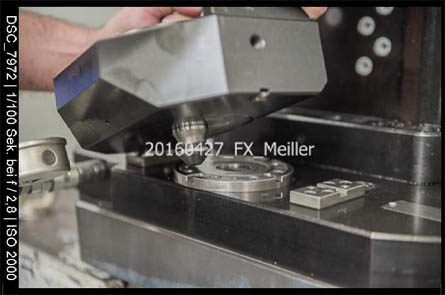 DSC_7972 | 1/100 Sek. bei f / 2,8 | ISO 2000
20160427_FX_Meiller